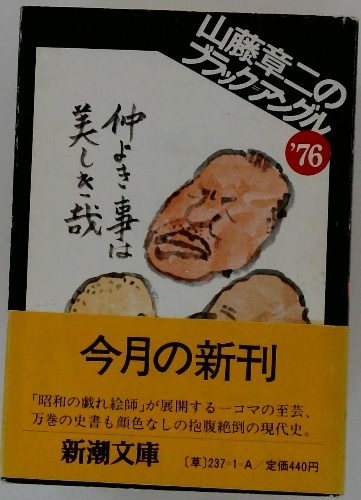 山藤章二の
ブラック=アングル
'76
仲よき事は
美しき哉
今月の新刊
「昭和の戯れ絵師」が展開する一コマの至芸、
万巻の史書も顔色なしの抱腹絶倒の現代史。
新潮文庫
〔草〕237-1-A／定価440円